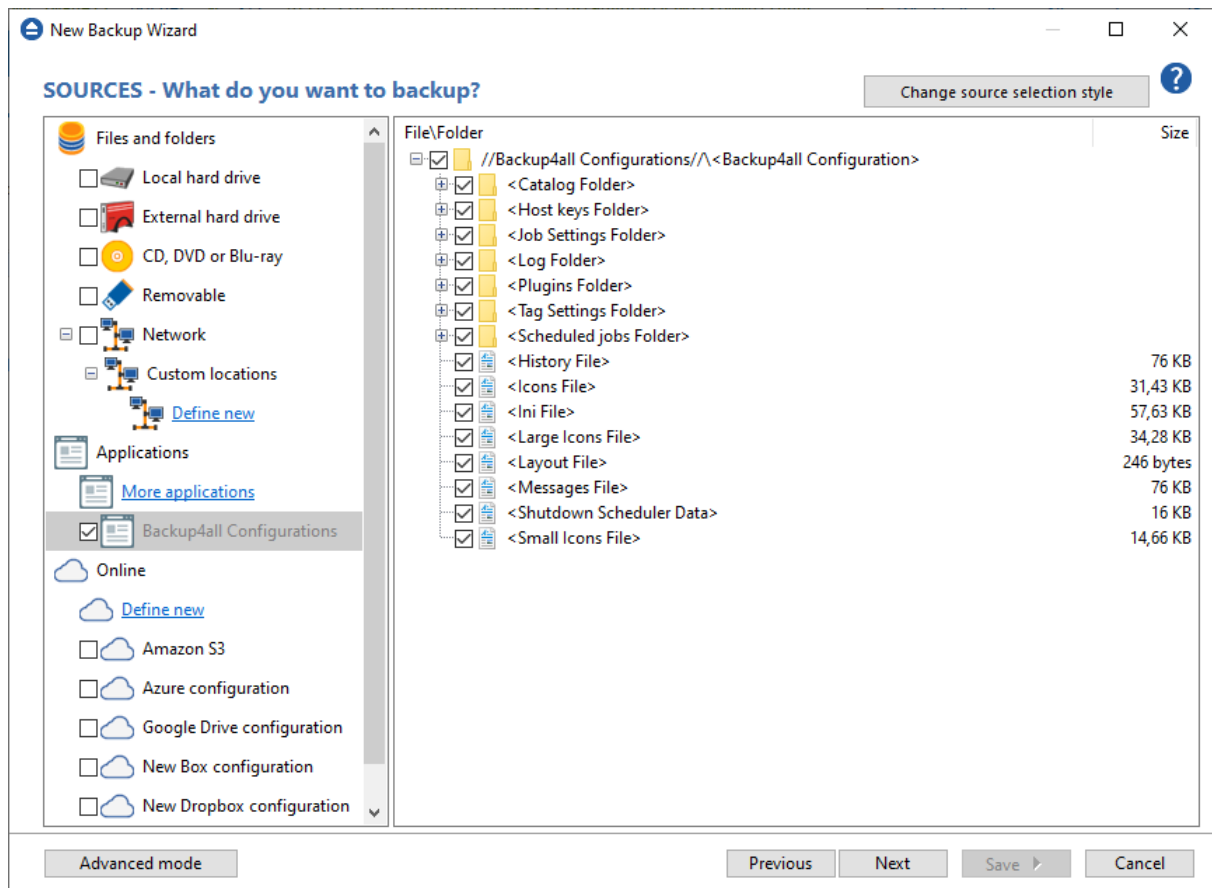 New Backup Wizard
SOURCES - What do you want to backup?
Change source selection style
?
Files and folders
Local hard drive
External hard drive
CD, DVD or Blu-ray
Removable
Network
Custom locations
Define new
Applications
More applications
Backup4all Configurations
Online
Define new
Amazon S3
Azure configuration
Google Drive configuration
New Box configuration
New Dropbox configuration
File\Folder Size
//Backup4all Configurations//\<Backup4all Configuration>
<Catalog Folder>
<Host keys Folder>
<Job Settings Folder>
<Log Folder>
<Plugins Folder>
<Tag Settings Folder>
<Scheduled jobs Folder>
<History File> 76 KB
<Icons File> 31,43 KB
<Ini File> 57,63 KB
<Large Icons File> 34,28 KB
<Layout File> 246 bytes
<Messages File> 76 KB
<Shutdown Scheduler Data> 16 KB
<Small Icons File> 14,66 KB
Advanced mode
Previous
Next
Save
Cancel